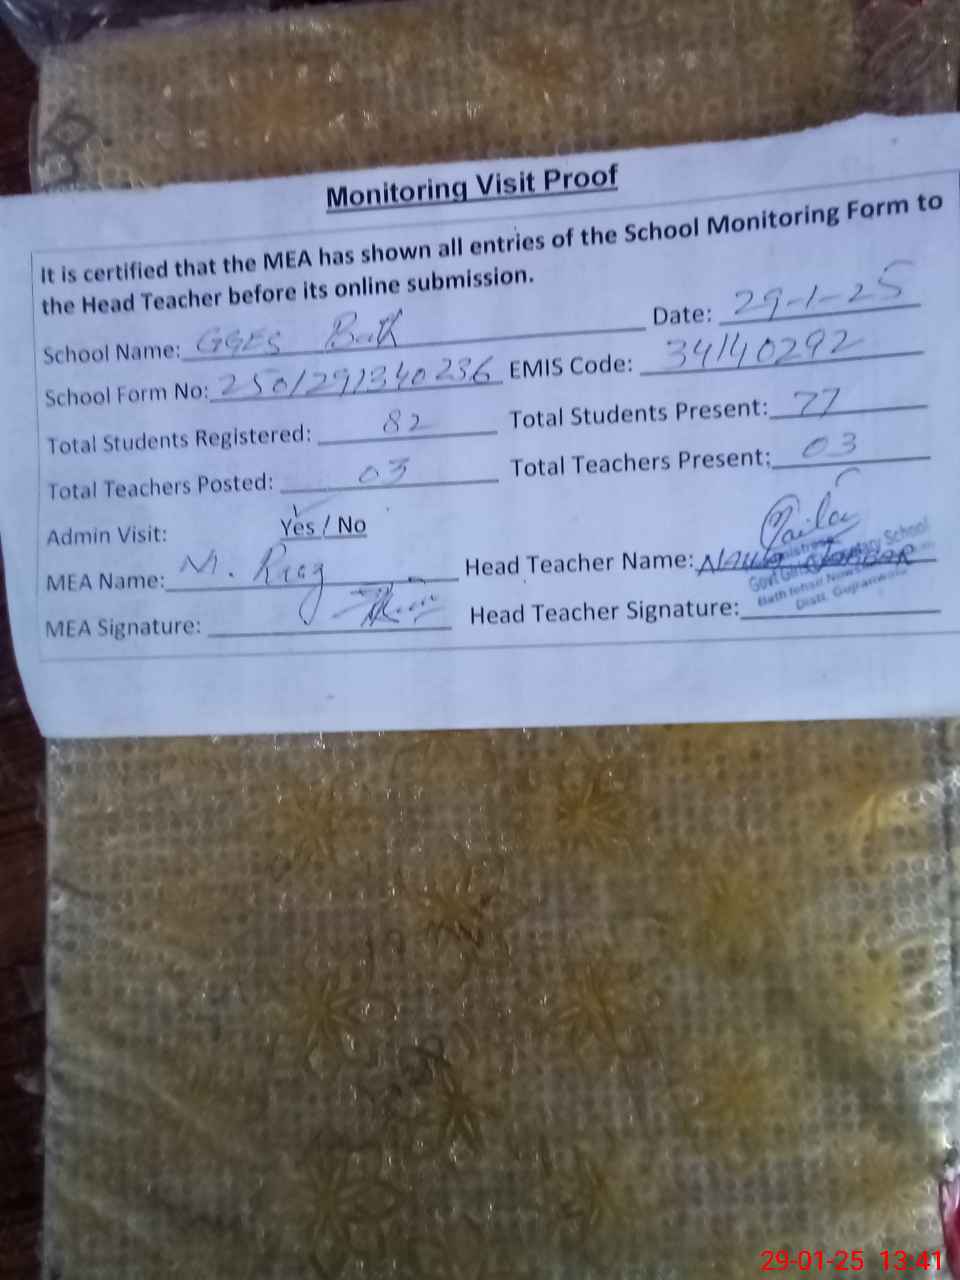 Monitoring Visit Proof
It is certified that the MEA has shown all entries of the School Monitoring Form to
the Head Teacher before its online submission.
School Name: GGES Bath Date: 29-1-25
School Form No: 250129134 0236 EMIS Code: 34140292
Total Students Registered: 82 Total Students Present: 77
Total Teachers Posted: 03 Total Teachers Present: 03
Admin Visit: Yes / No
MEA Name: M. Riaz Head Teacher Name:
MEA Signature: Head Teacher Signature:
29-01-25 13:41